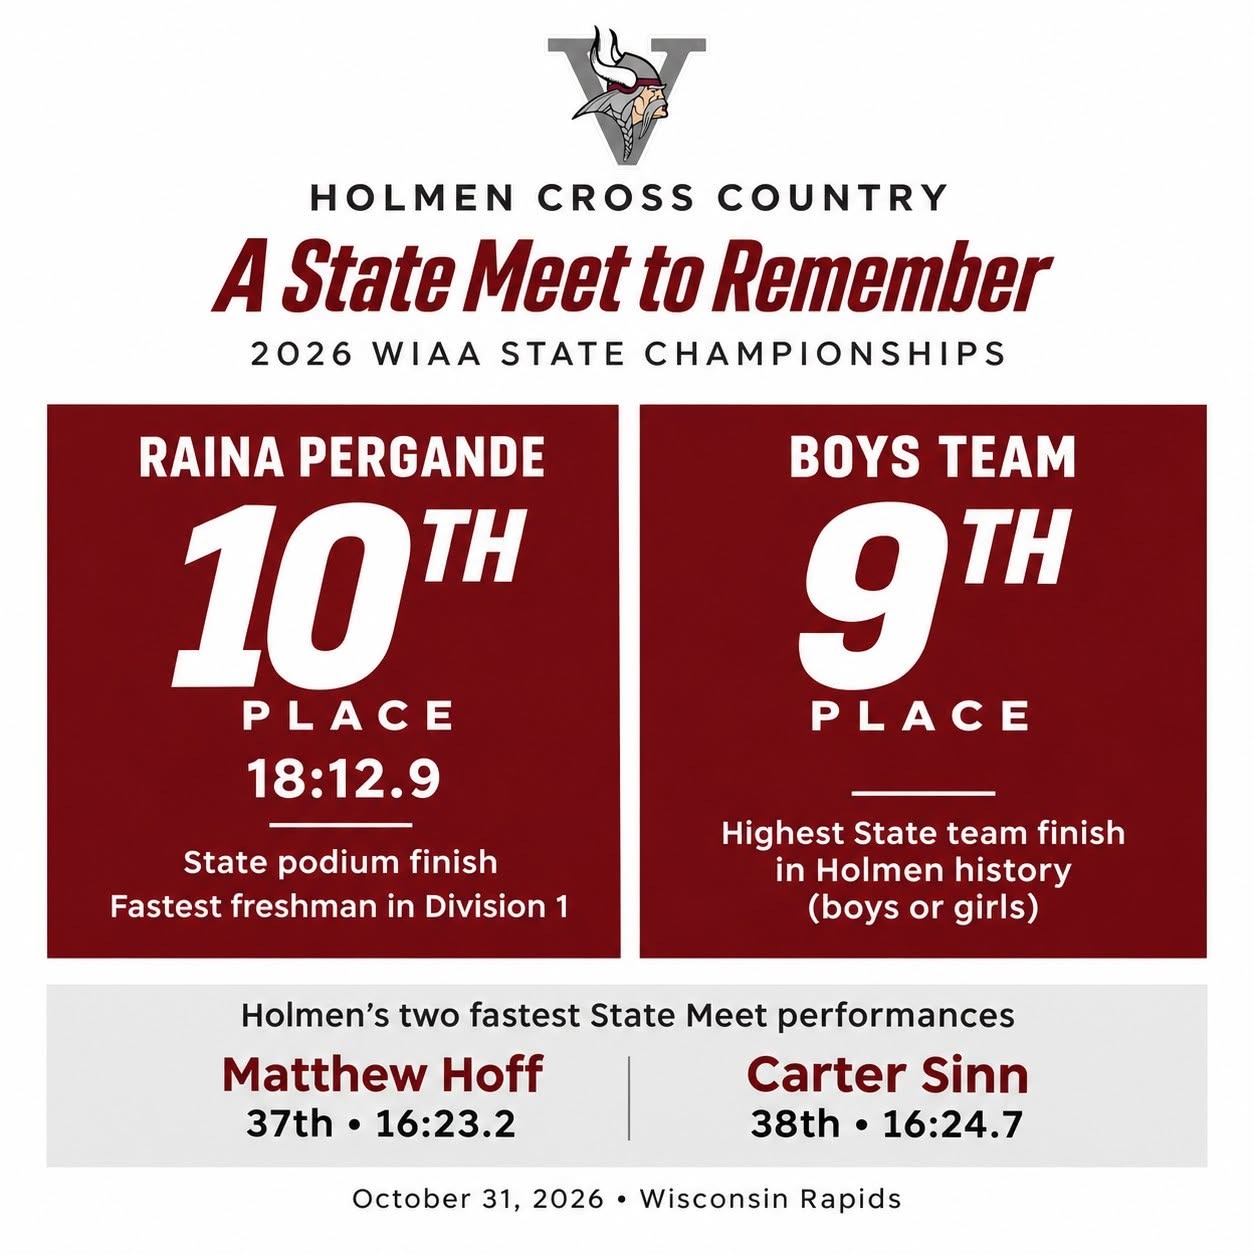 V
HOLMEN CROSS COUNTRY
A State Meet to Remember
2026 WIAA STATE CHAMPIONSHIPS
RAINA PERGANDE
10TH
PLACE
18:12.9
State podium finish
Fastest freshman in Division 1
BOYS TEAM
9TH
PLACE
Highest State team finish
in Holmen history
(boys or girls)
Holmen’s two fastest State Meet performances
Matthew Hoff
37th • 16:23.2
Carter Sinn
38th • 16:24.7
October 31, 2026 • Wisconsin Rapids